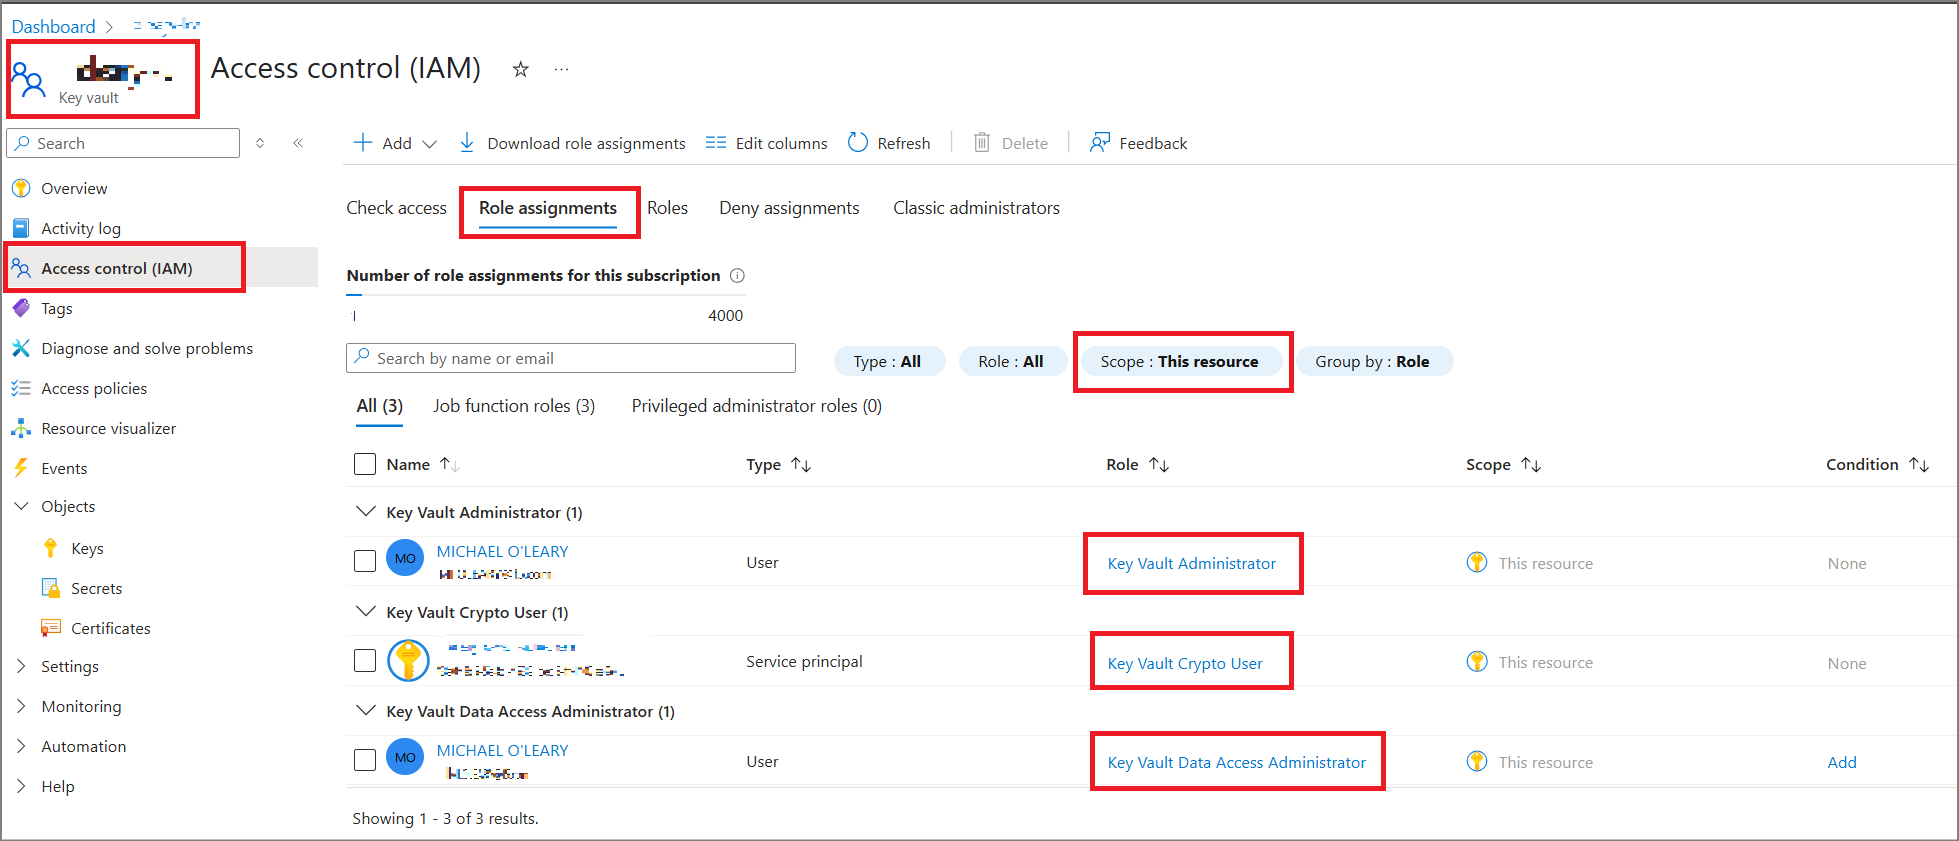 Dashboard
Access control (IAM)
Key vault
Search
Add
Download role assignments
Edit columns
Refresh
Delete
Feedback
Overview
Activity log
Access control (IAM)
Tags
Diagnose and solve problems
Access policies
Resource visualizer
Events
Objects
Keys
Secrets
Certificates
Settings
Monitoring
Automation
Help
Check access Role assignments Roles Deny assignments Classic administrators
Number of role assignments for this subscription
4000
Search by name or email
Type : All
Role : All
Scope : This resource
Group by : Role
All (3) Job function roles (3) Privileged administrator roles (0)
Name Type Role Scope Condition
Key Vault Administrator (1)
MO MICHAEL O'LEARY User Key Vault Administrator This resource None
Key Vault Crypto User (1)
Service principal Key Vault Crypto User This resource None
Key Vault Data Access Administrator (1)
MO MICHAEL O'LEARY User Key Vault Data Access Administrator This resource Add
Showing 1 - 3 of 3 results.